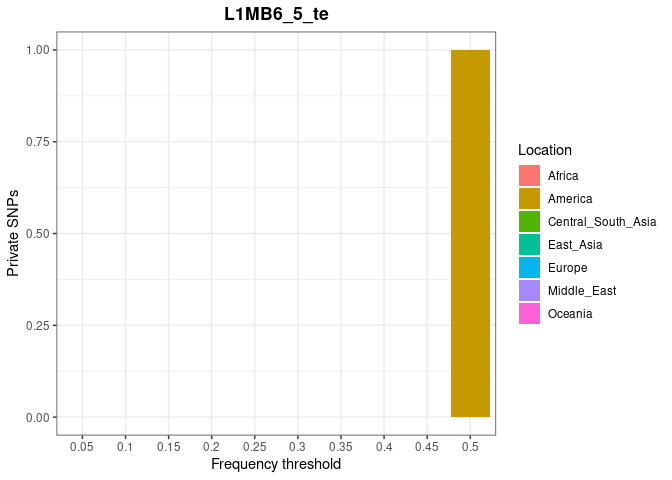 L1MB6_5_te
1.00
0.75
0.50
0.25
0.00
Private SNPs
0.05 0.1 0.15 0.2 0.25 0.3 0.35 0.4 0.45 0.5
Frequency threshold
Location
Africa
America
Central_South_Asia
East_Asia
Europe
Middle_East
Oceania